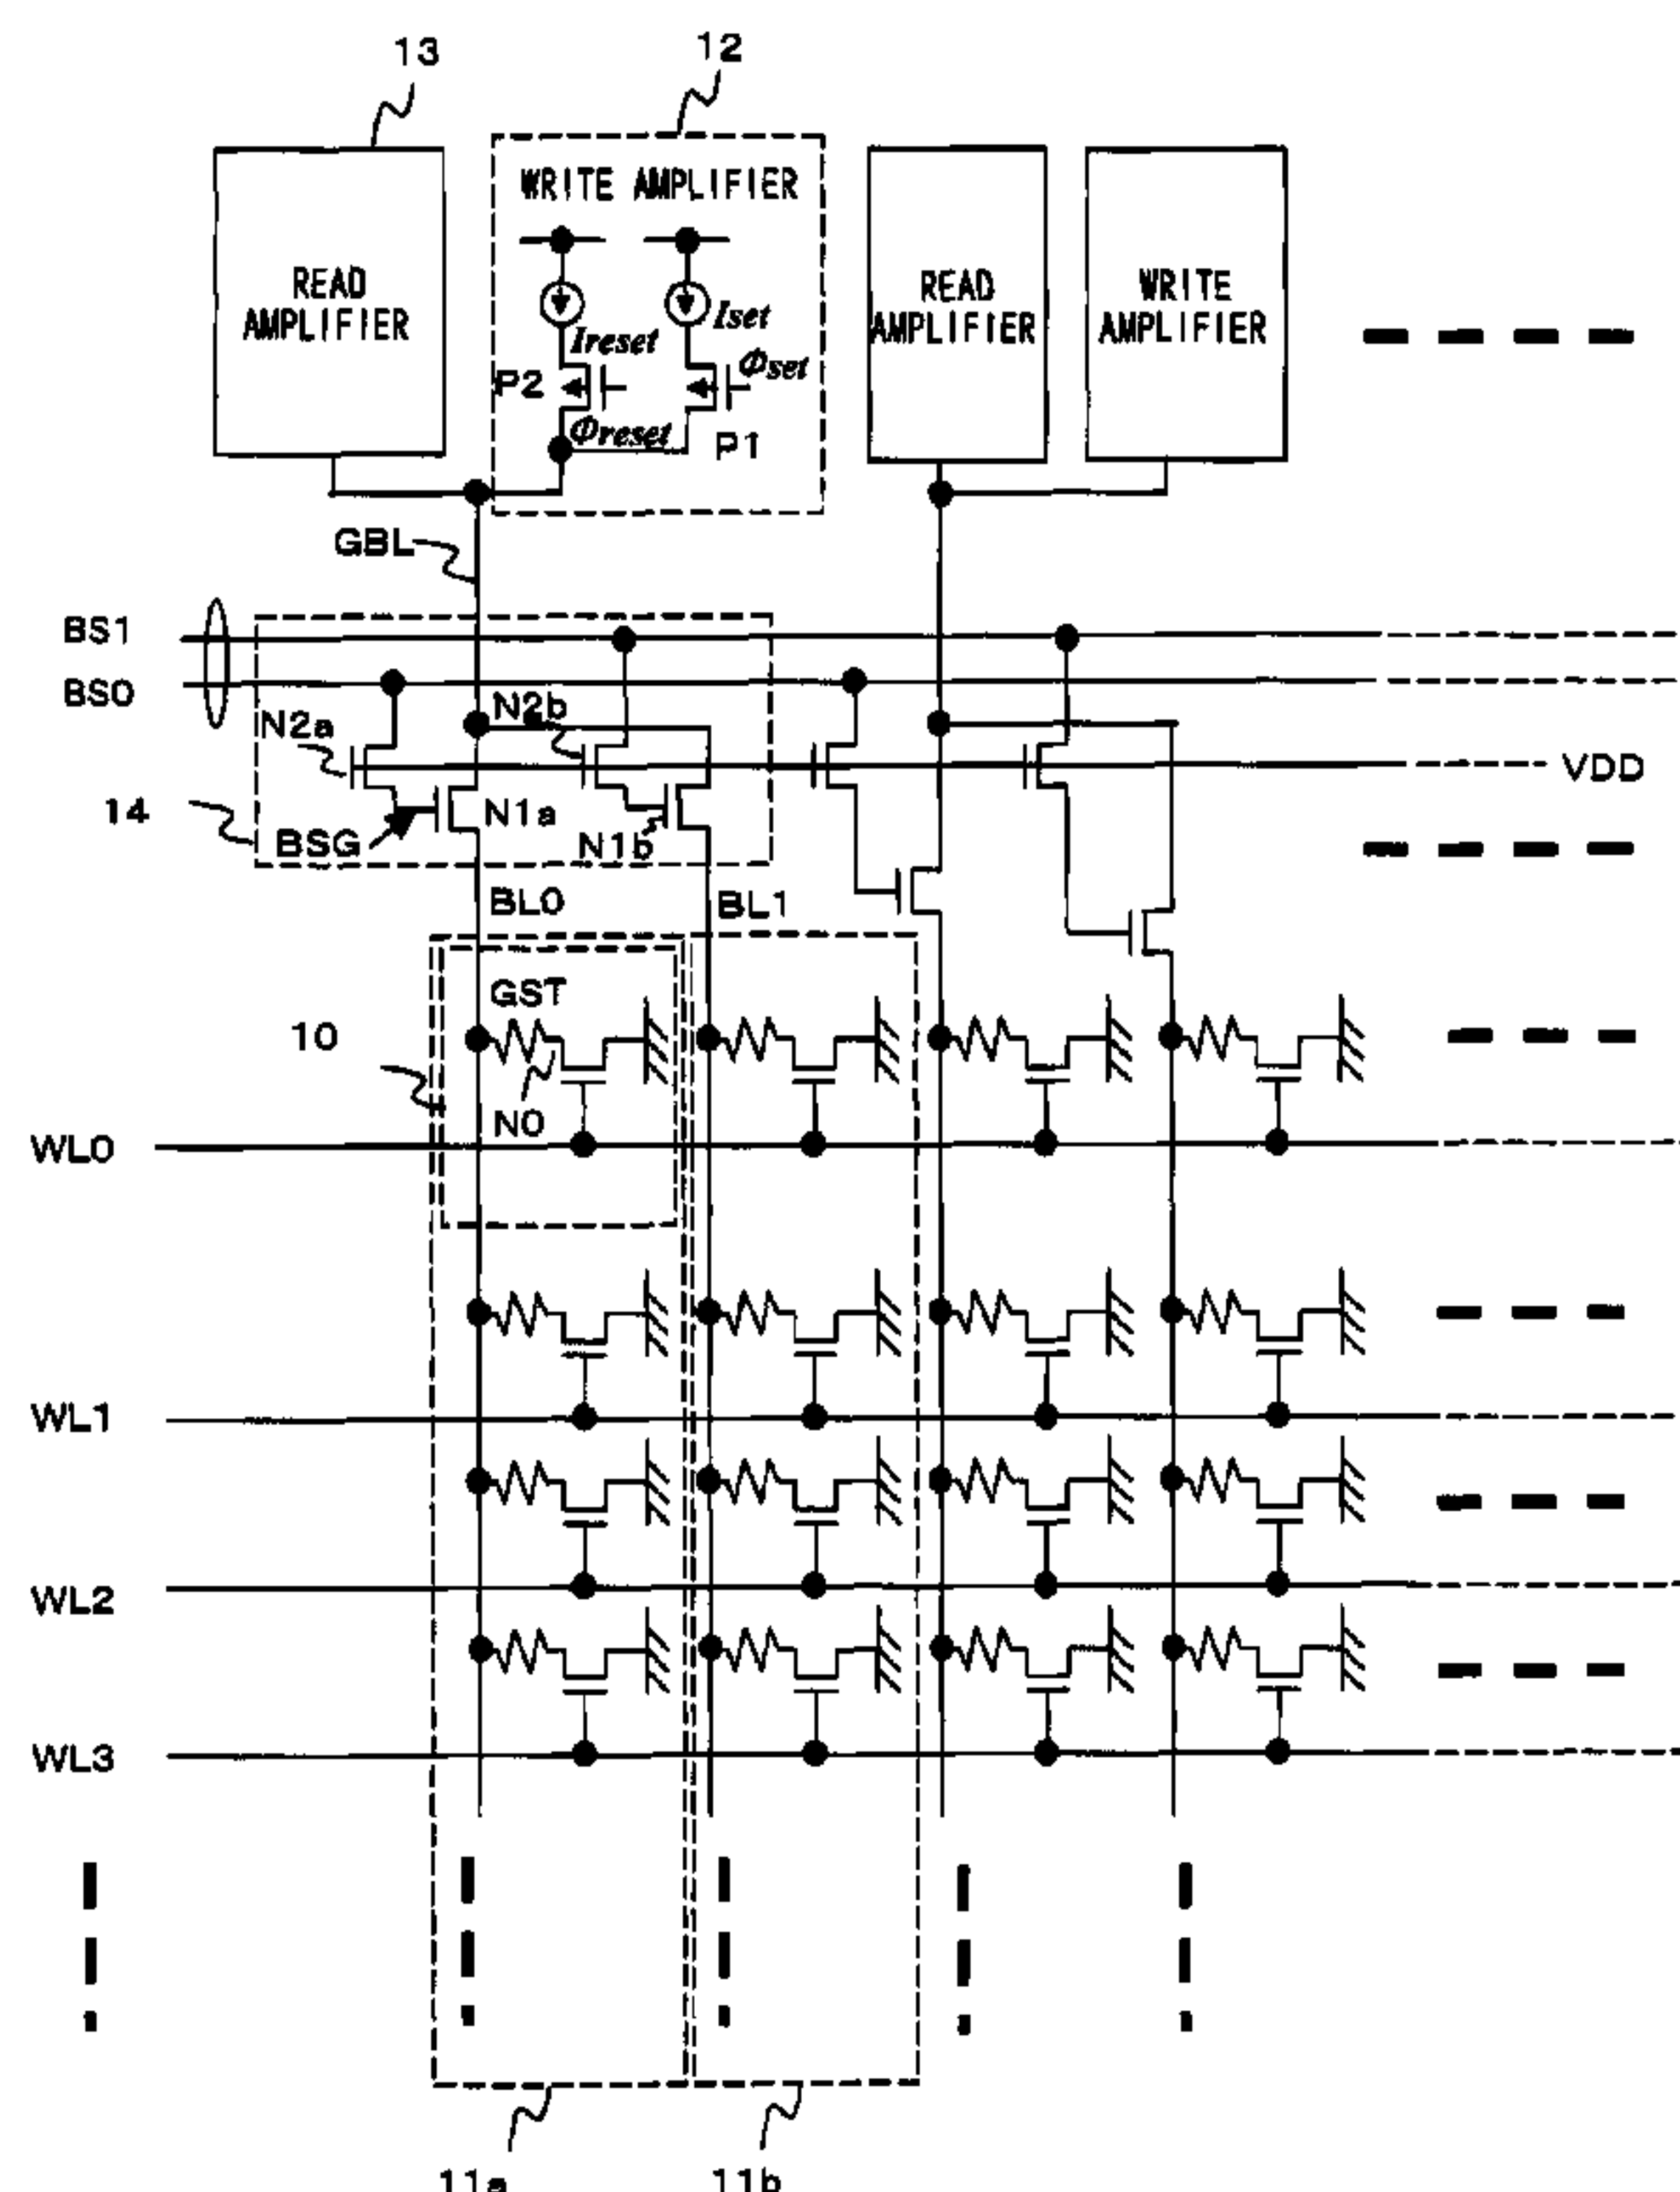 13
12
WRITE AMPLIFIER
READ
AMPLIFIER
Ireset
Iset
P2
Φset
Φreset
P1
READ
AMPLIFIER
WRITE
AMPLIFIER
GBL
BS1
BS0
N2a
N2b
VDD
14
BSG
N1a
N1b
BL0
BL1
GST
10
N0
WL0
WL1
WL2
WL3
11a
11b